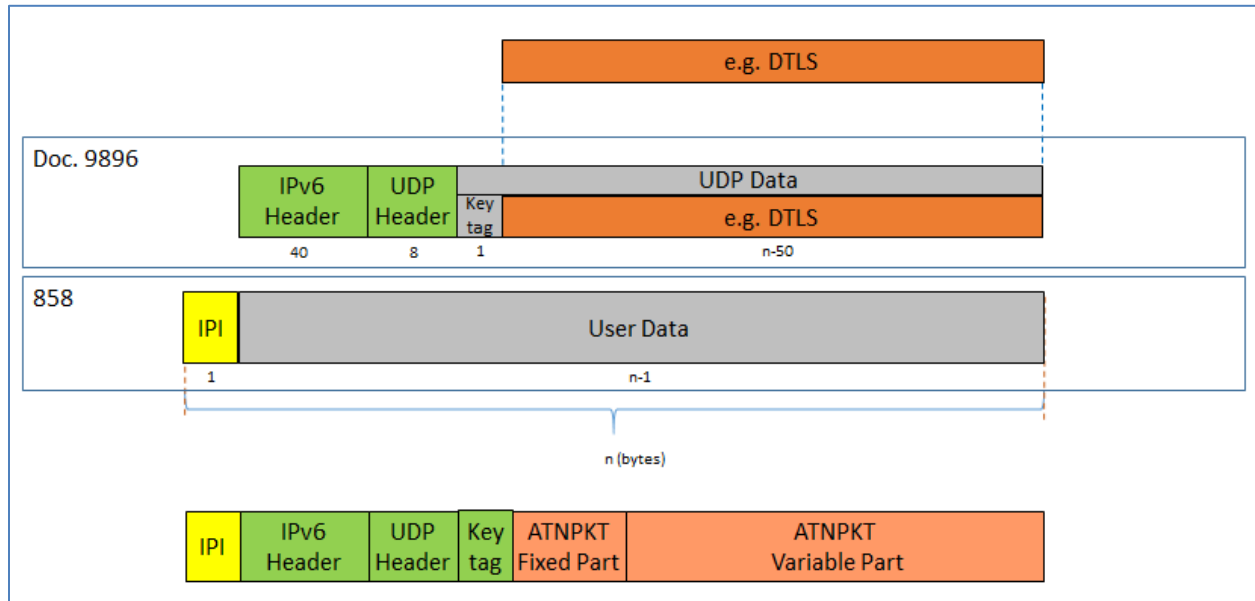 e.g. DTLS
Doc. 9896
IPv6
Header
UDP
Header
UDP Data
Key
tag
e.g. DTLS
40
8
1
n-50
858
IPI
User Data
1
n-1
n (bytes)
IPI
IPv6
Header
UDP
Header
Key
tag
ATNPKT
Fixed Part
ATNPKT
Variable Part